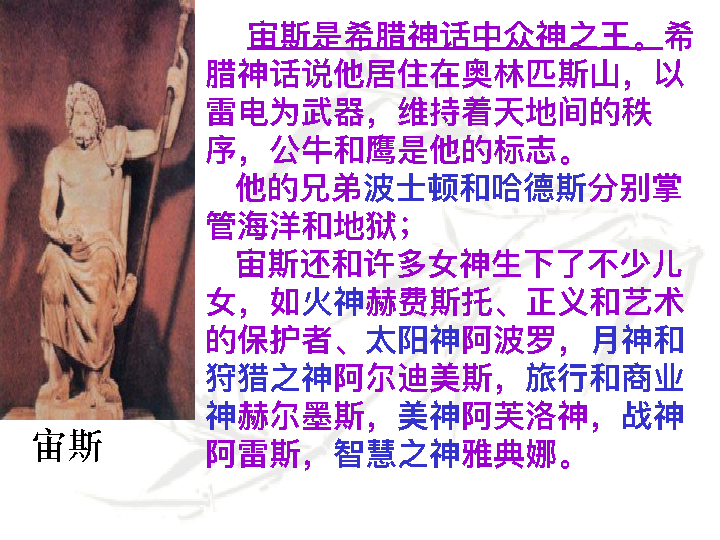 宙斯是希腊神话中众神之王。希
腊神话说他居住在奥林匹斯山，以
雷电为武器，维持着天地间的秩
序，公牛和鹰是他的标志。
他的兄弟波士顿和哈德斯分别掌
管海洋和地狱；
宙斯还和许多女神生下了不少儿
女，如火神赫费斯托、正义和艺术
的保护者、太阳神阿波罗，月神和
狩猎之神阿尔迪美斯，旅行和商业
神赫尔墨斯，美神阿芙洛神，战神
阿雷斯，智慧之神雅典娜。
宙斯